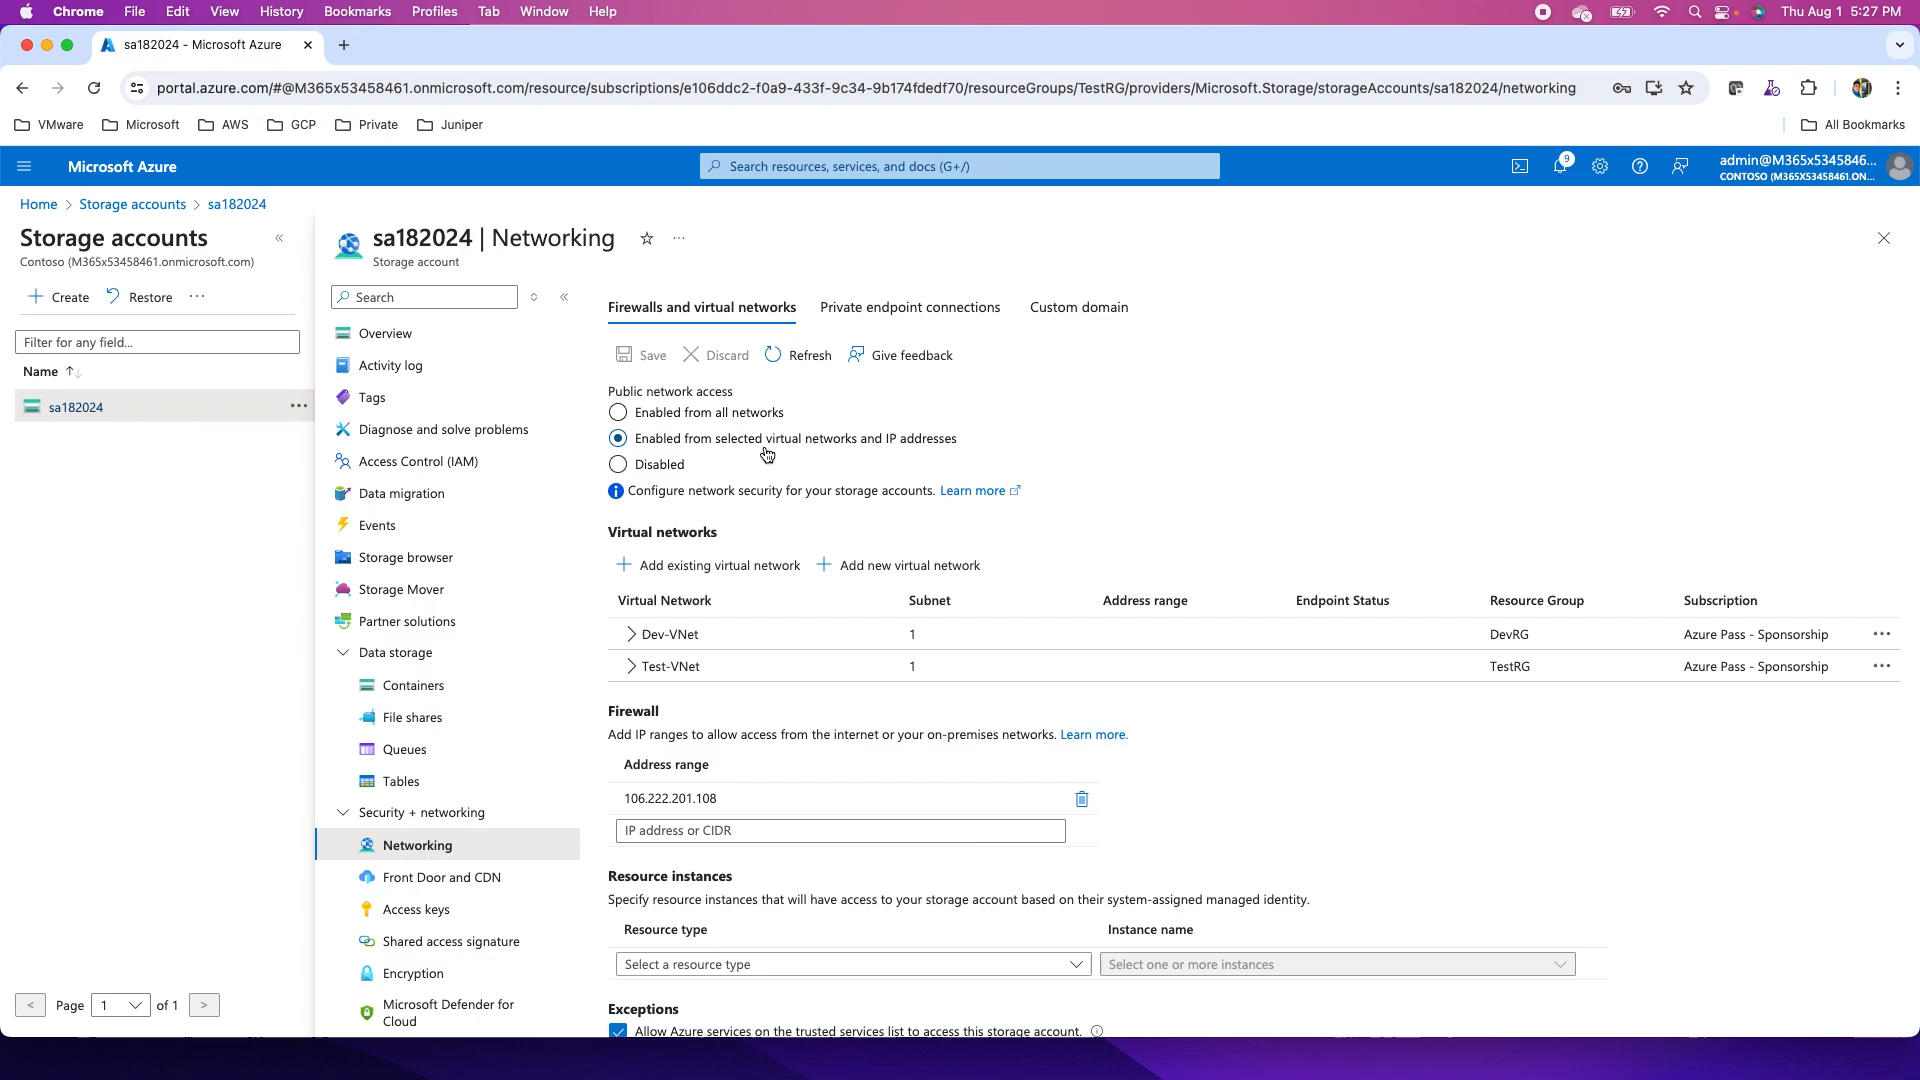 Chrome File Edit View History Bookmarks Profiles Tab Window Help Thu Aug 1 5:27 PM
sa182024 - Microsoft Azure
portal.azure.com/#@M365x53458461.onmicrosoft.com/resource/subscriptions/e106ddc2-f0a9-433f-9c34-9b174fdedf70/resourceGroups/TestRG/providers/Microsoft.Storage/storageAccounts/sa182024/networking
VMware Microsoft AWS GCP Private Juniper All Bookmarks
Microsoft Azure
Search resources, services, and docs (G+/)
9
admin@M365x5345846...
CONTOSO (M365X53458461.ON...
Home > Storage accounts > sa182024
Storage accounts
Contoso (M365x53458461.onmicrosoft.com)
Create Restore ...
Filter for any field...
Name
sa182024 ...
< Page 1 of 1 >
sa182024 | Networking ...
Storage account
Search
Overview
Activity log
Tags
Diagnose and solve problems
Access Control (IAM)
Data migration
Events
Storage browser
Storage Mover
Partner solutions
Data storage
Containers
File shares
Queues
Tables
Security + networking
Networking
Front Door and CDN
Access keys
Shared access signature
Encryption
Microsoft Defender for
Cloud
Firewalls and virtual networks Private endpoint connections Custom domain
Save Discard Refresh Give feedback
Public network access
Enabled from all networks
Enabled from selected virtual networks and IP addresses
Disabled
Configure network security for your storage accounts. Learn more
Virtual networks
+ Add existing virtual network + Add new virtual network
Virtual Network Subnet Address range Endpoint Status Resource Group Subscription
Dev-VNet 1 DevRG Azure Pass - Sponsorship ...
Test-VNet 1 TestRG Azure Pass - Sponsorship ...
Firewall
Add IP ranges to allow access from the internet or your on-premises networks. Learn more.
Address range
106.222.201.108
IP address or CIDR
Resource instances
Specify resource instances that will have access to your storage account based on their system-assigned managed identity.
Resource type Instance name
Select a resource type Select one or more instances
Exceptions
Allow Azure services on the trusted services list to access this storage account.